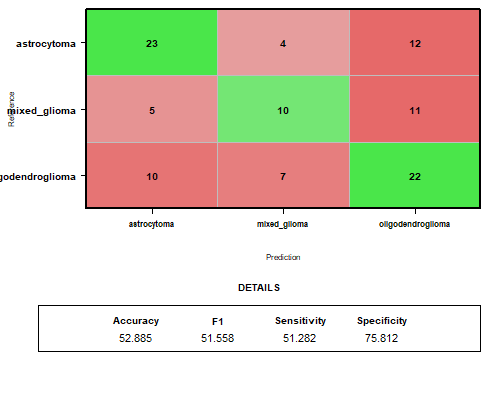 astrocytoma 23 4 12
mixed_glioma 5 10 11
godendroglioma 10 7 22
Reference
astrocytoma mixed_glioma oligodendroglioma
Prediction
DETAILS
Accuracy F1 Sensitivity Specificity
52.885 51.558 51.282 75.812